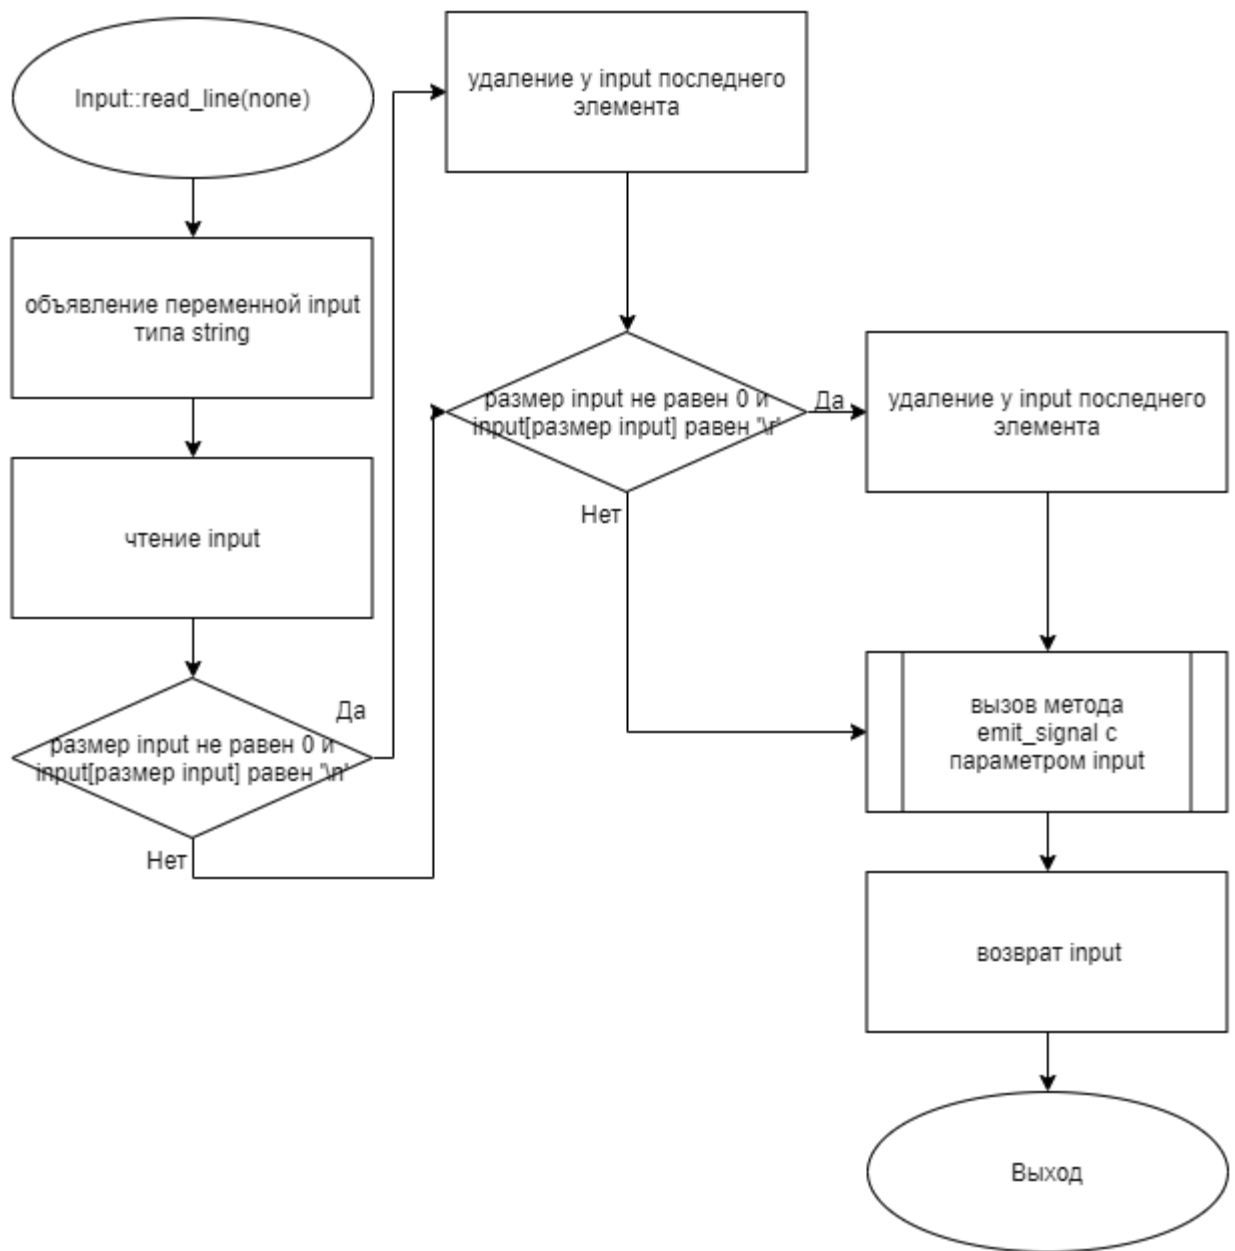 Input::read_line(none)
объявление переменной input
типа string
чтение input
размер input не равен 0 и
input[размер input] равен '\n'
Да
Нет
удаление у input последнего
элемента
размер input не равен 0 и
input[размер input] равен '\r'
Да
Нет
удаление у input последнего
элемента
вызов метода
emit_signal с
параметром input
возврат input
Выход